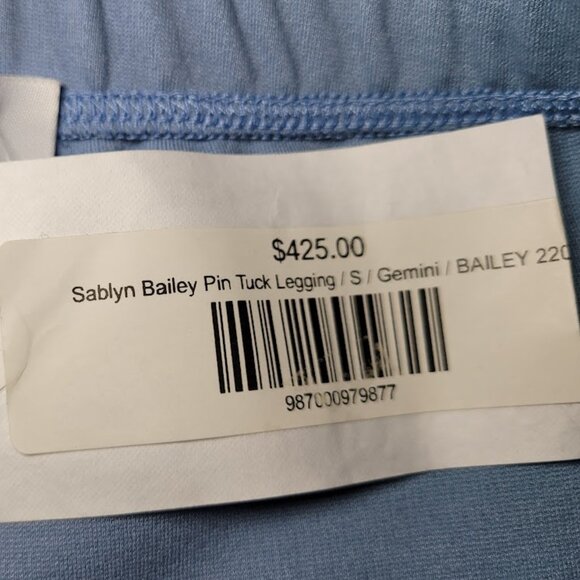 $425.00
Sablyn Bailey Pin Tuck Legging / S / Gemini / BAILEY 220
987000979877